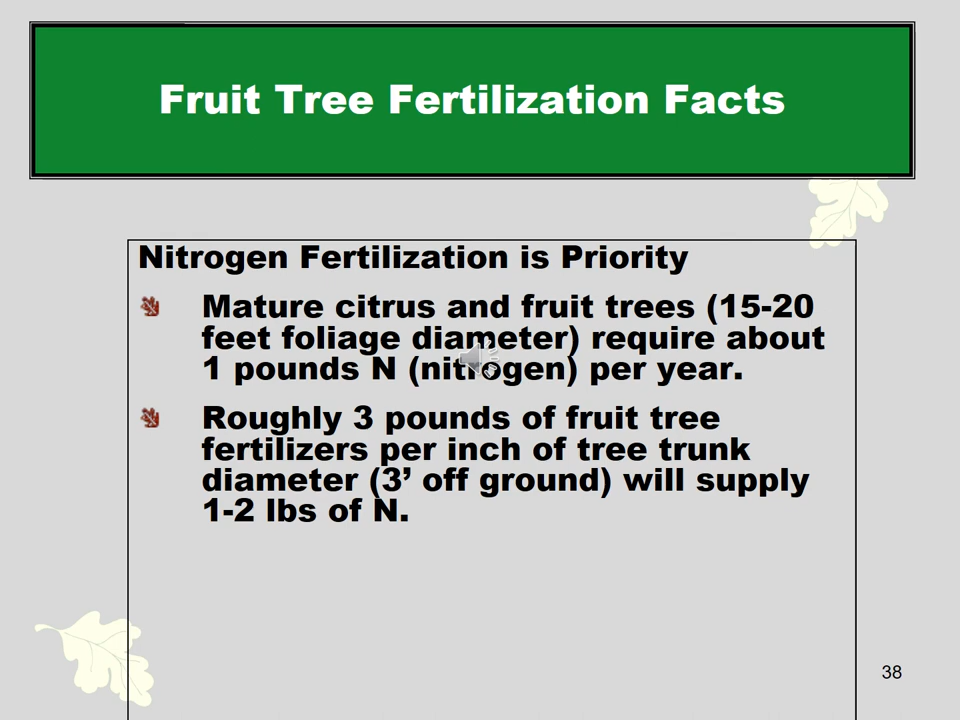 Fruit Tree Fertilization Facts
Nitrogen Fertilization is Priority
Mature citrus and fruit trees (15-20
feet foliage diameter) require about
1 pounds N (nitrogen) per year.
Roughly 3 pounds of fruit tree
fertilizers per inch of tree trunk
diameter (3’ off ground) will supply
1-2 lbs of N.
38